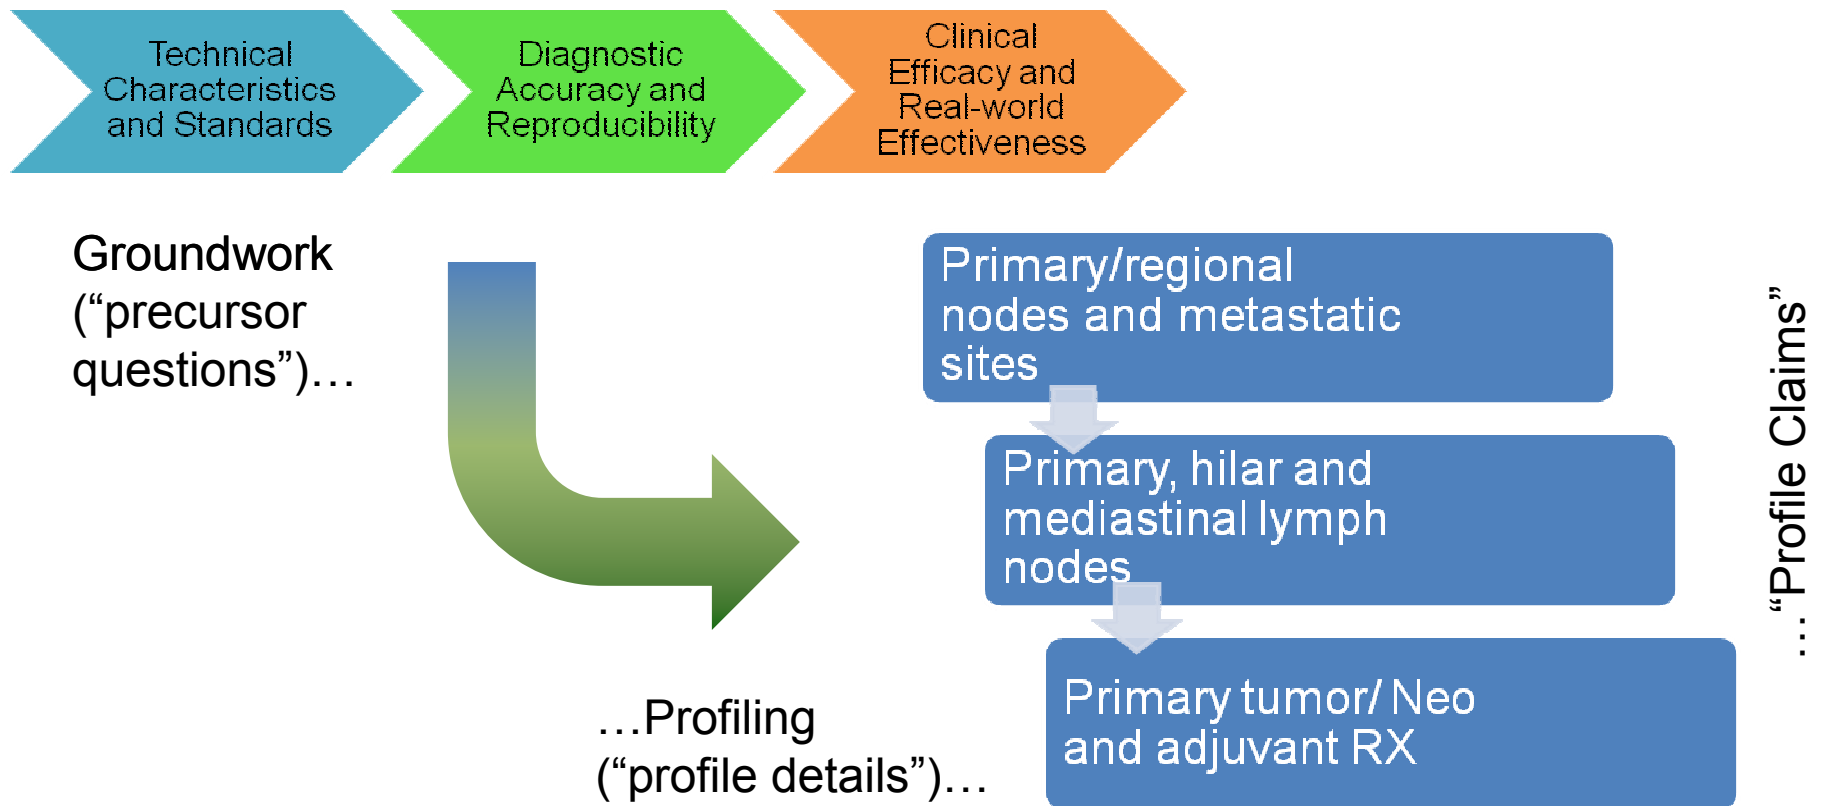 Technical
Characteristics
and Standards
Diagnostic
Accuracy and
Reproducibility
Clinical
Efficacy and
Real-world
Effectiveness
Groundwork
(“precursor
questions”)…
Primary/regional
nodes and metastatic
sites
Primary, hilar and
mediastinal lymph
nodes
Primary tumor/ Neo
and adjuvant RX
…Profiling
(“profile details”)…
…“Profile Claims”